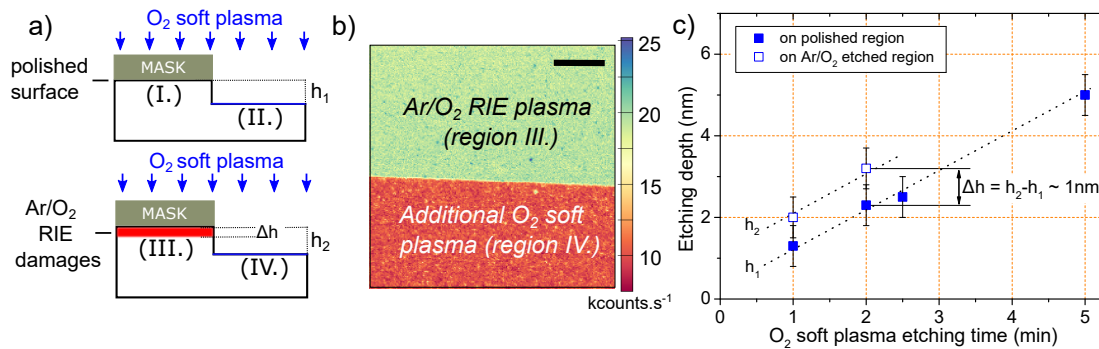 a)
O₂ soft plasma
MASK
polished
surface
(I.)
(II.)
h₁
O₂ soft plasma
Ar/O₂
RIE
damages
MASK
(III.)
Δh
(IV.)
h₂
b)
Ar/O₂ RIE plasma
(region III.)
Additional O₂ soft
plasma (region IV.)
25
20
15
10
kcounts.s⁻¹
c)
on polished region
on Ar/O₂ etched region
Etching depth (nm)
6
4
2
0
h₂
h₁
Δh = h₂-h₁ ~ 1nm
0 1 2 3 4 5
O₂ soft plasma etching time (min)